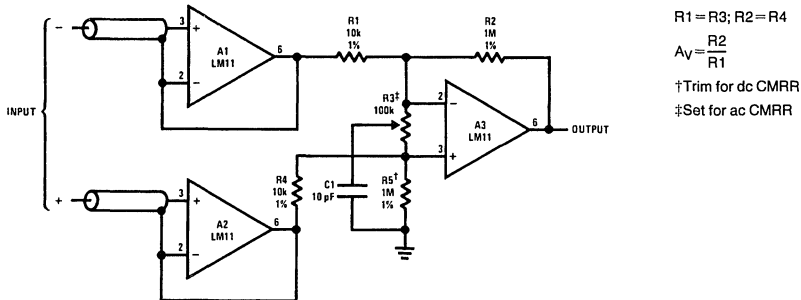 INPUT
−
+
3
+
2
−
6
A1
LM11
3
+
2
−
6
A2
LM11
R1
10k
1%
R2
1M
1%
R3‡
100k
R4
10k
1%
C1
10 pF
R5†
1M
1%
2
−
3
+
6
A3
LM11
OUTPUT
R1=R3; R2=R4
AV=R2/R1
†Trim for dc CMRR
‡Set for ac CMRR